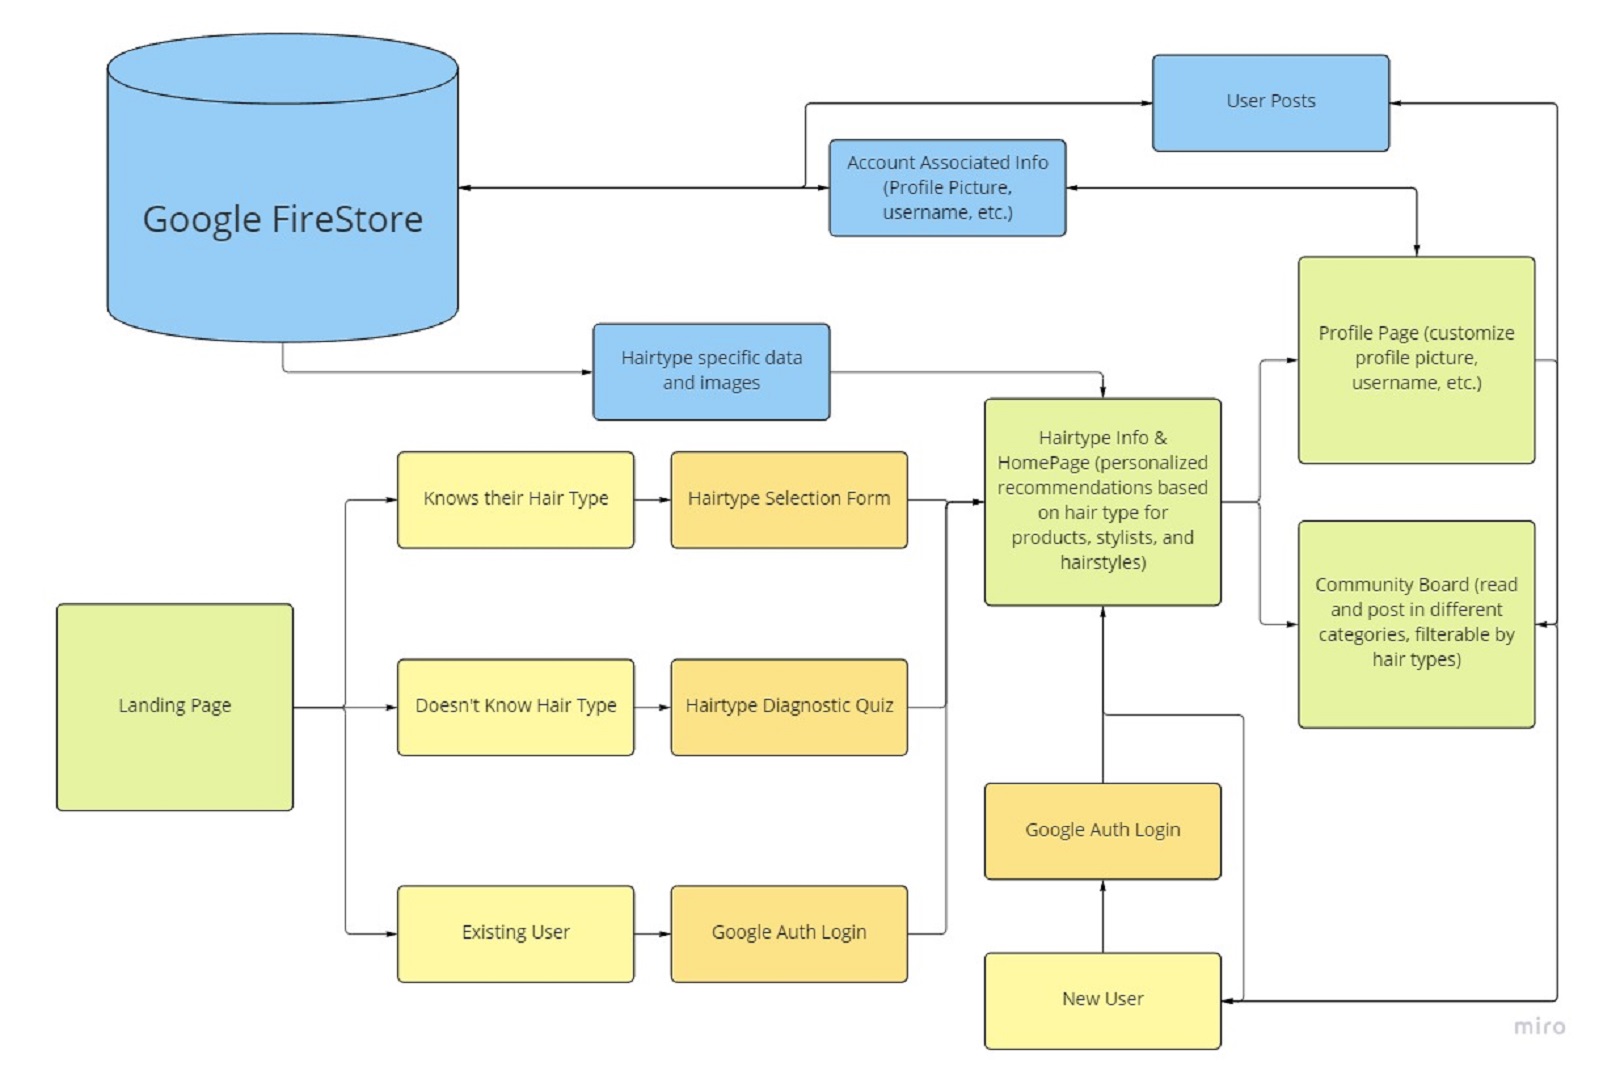 User Posts
Account Associated Info
(Profile Picture,
username, etc.)
Google FireStore
Hairtype specific data
and images
Profile Page (customize
profile picture,
username, etc.)
Hairtype Info &
HomePage (personalized
recommendations based
on hair type for
products, stylists, and
hairstyles)
Knows their Hair Type
Hairtype Selection Form
Community Board (read
and post in different
categories, filterable by
hair types)
Landing Page
Doesn't Know Hair Type
Hairtype Diagnostic Quiz
Google Auth Login
Existing User
Google Auth Login
New User
miro